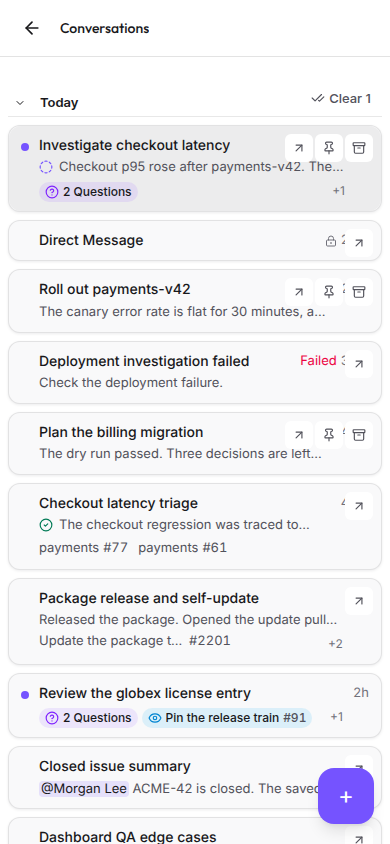 Conversations
Today
Clear 1
Investigate checkout latency
Checkout p95 rose after payments-v42. The...
2 Questions
+1
Direct Message
Roll out payments-v42
The canary error rate is flat for 30 minutes, a...
Deployment investigation failed
Failed
Check the deployment failure.
Plan the billing migration
The dry run passed. Three decisions are left...
Checkout latency triage
The checkout regression was traced to...
payments #77 payments #61
Package release and self-update
Released the package. Opened the update pull...
Update the package t... #2201
+2
Review the globex license entry
2h
2 Questions Pin the release train #91 +1
Closed issue summary
@Morgan Lee ACME-42 is closed. The saved
Dashboard QA edge cases